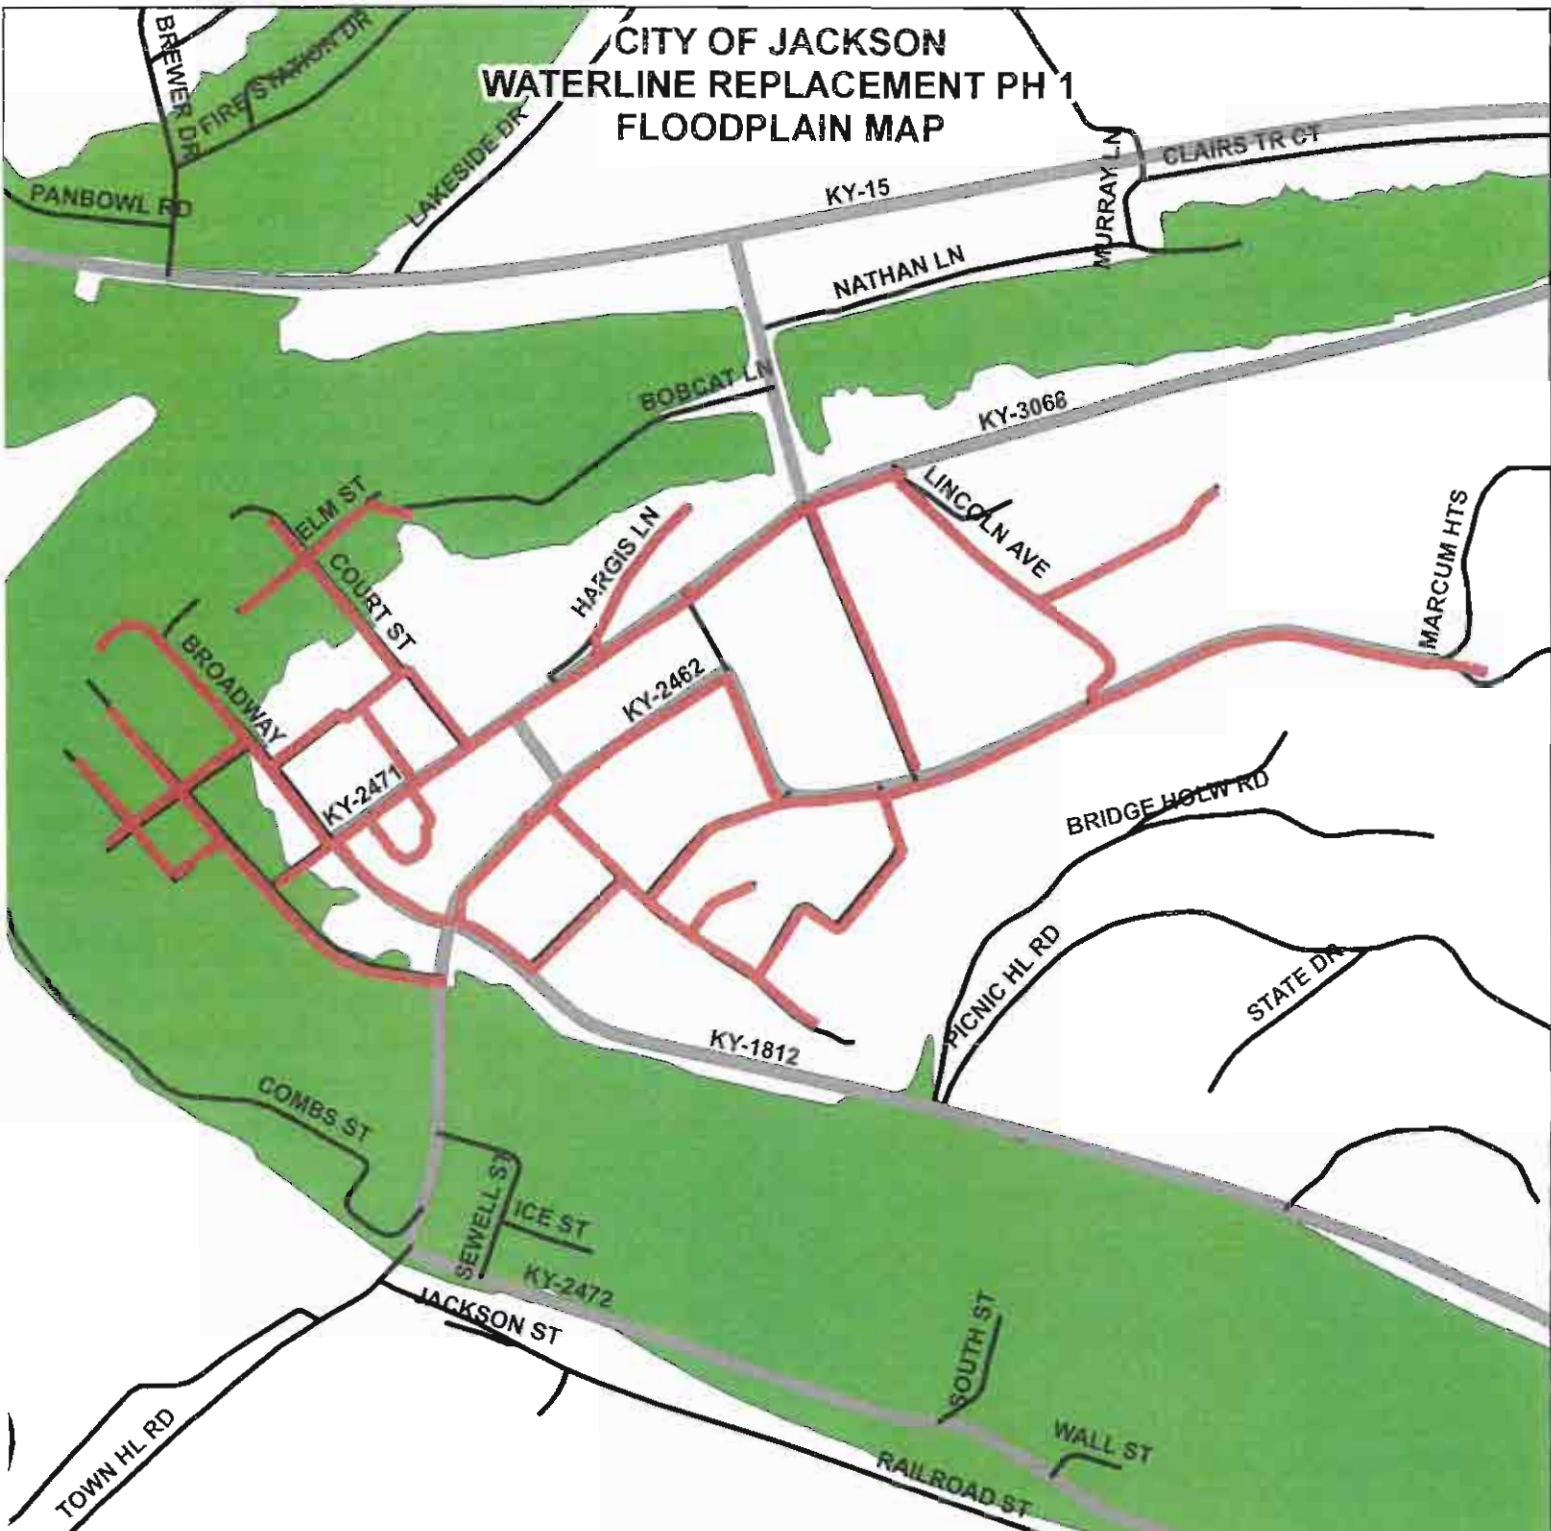 CITY OF JACKSON
WATERLINE REPLACEMENT PH 1
FLOODPLAIN MAP
BREWER DR
FIRE STATION DR
LAKESIDE DR
PANBOWL RD
KY-15
MURRAY LN
CLAIRS TR CT
NATHAN LN
BOBCAT LN
KY-3068
ELM ST
COURT ST
HARGIS LN
LINCOLN AVE
MARCUM HTS
BROADWAY
KY-2462
KY-2471
BRIDGE HOLW RD
PICNIC HL RD
STATE DR
KY-1812
COMBS ST
SEWELL ST
ICE ST
KY-2472
JACKSON ST
SOUTH ST
WALL ST
RAILROAD ST
TOWN HL RD